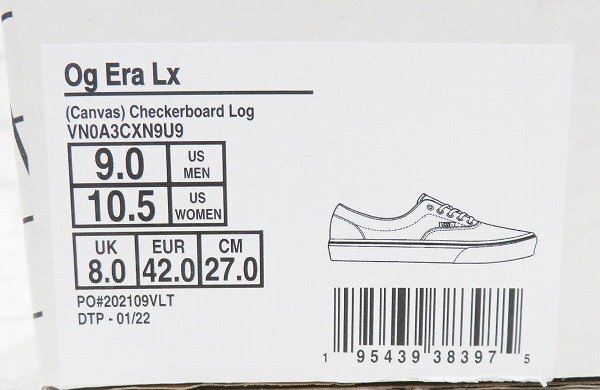 Og Era Lx
(Canvas) Checkerboard Log
VN0A3CXN9U9
9.0 US MEN
10.5 US WOMEN
UK EUR CM
8.0 42.0 27.0
PO#202109VLT
DTP - 01/22
1 95439 38397 5